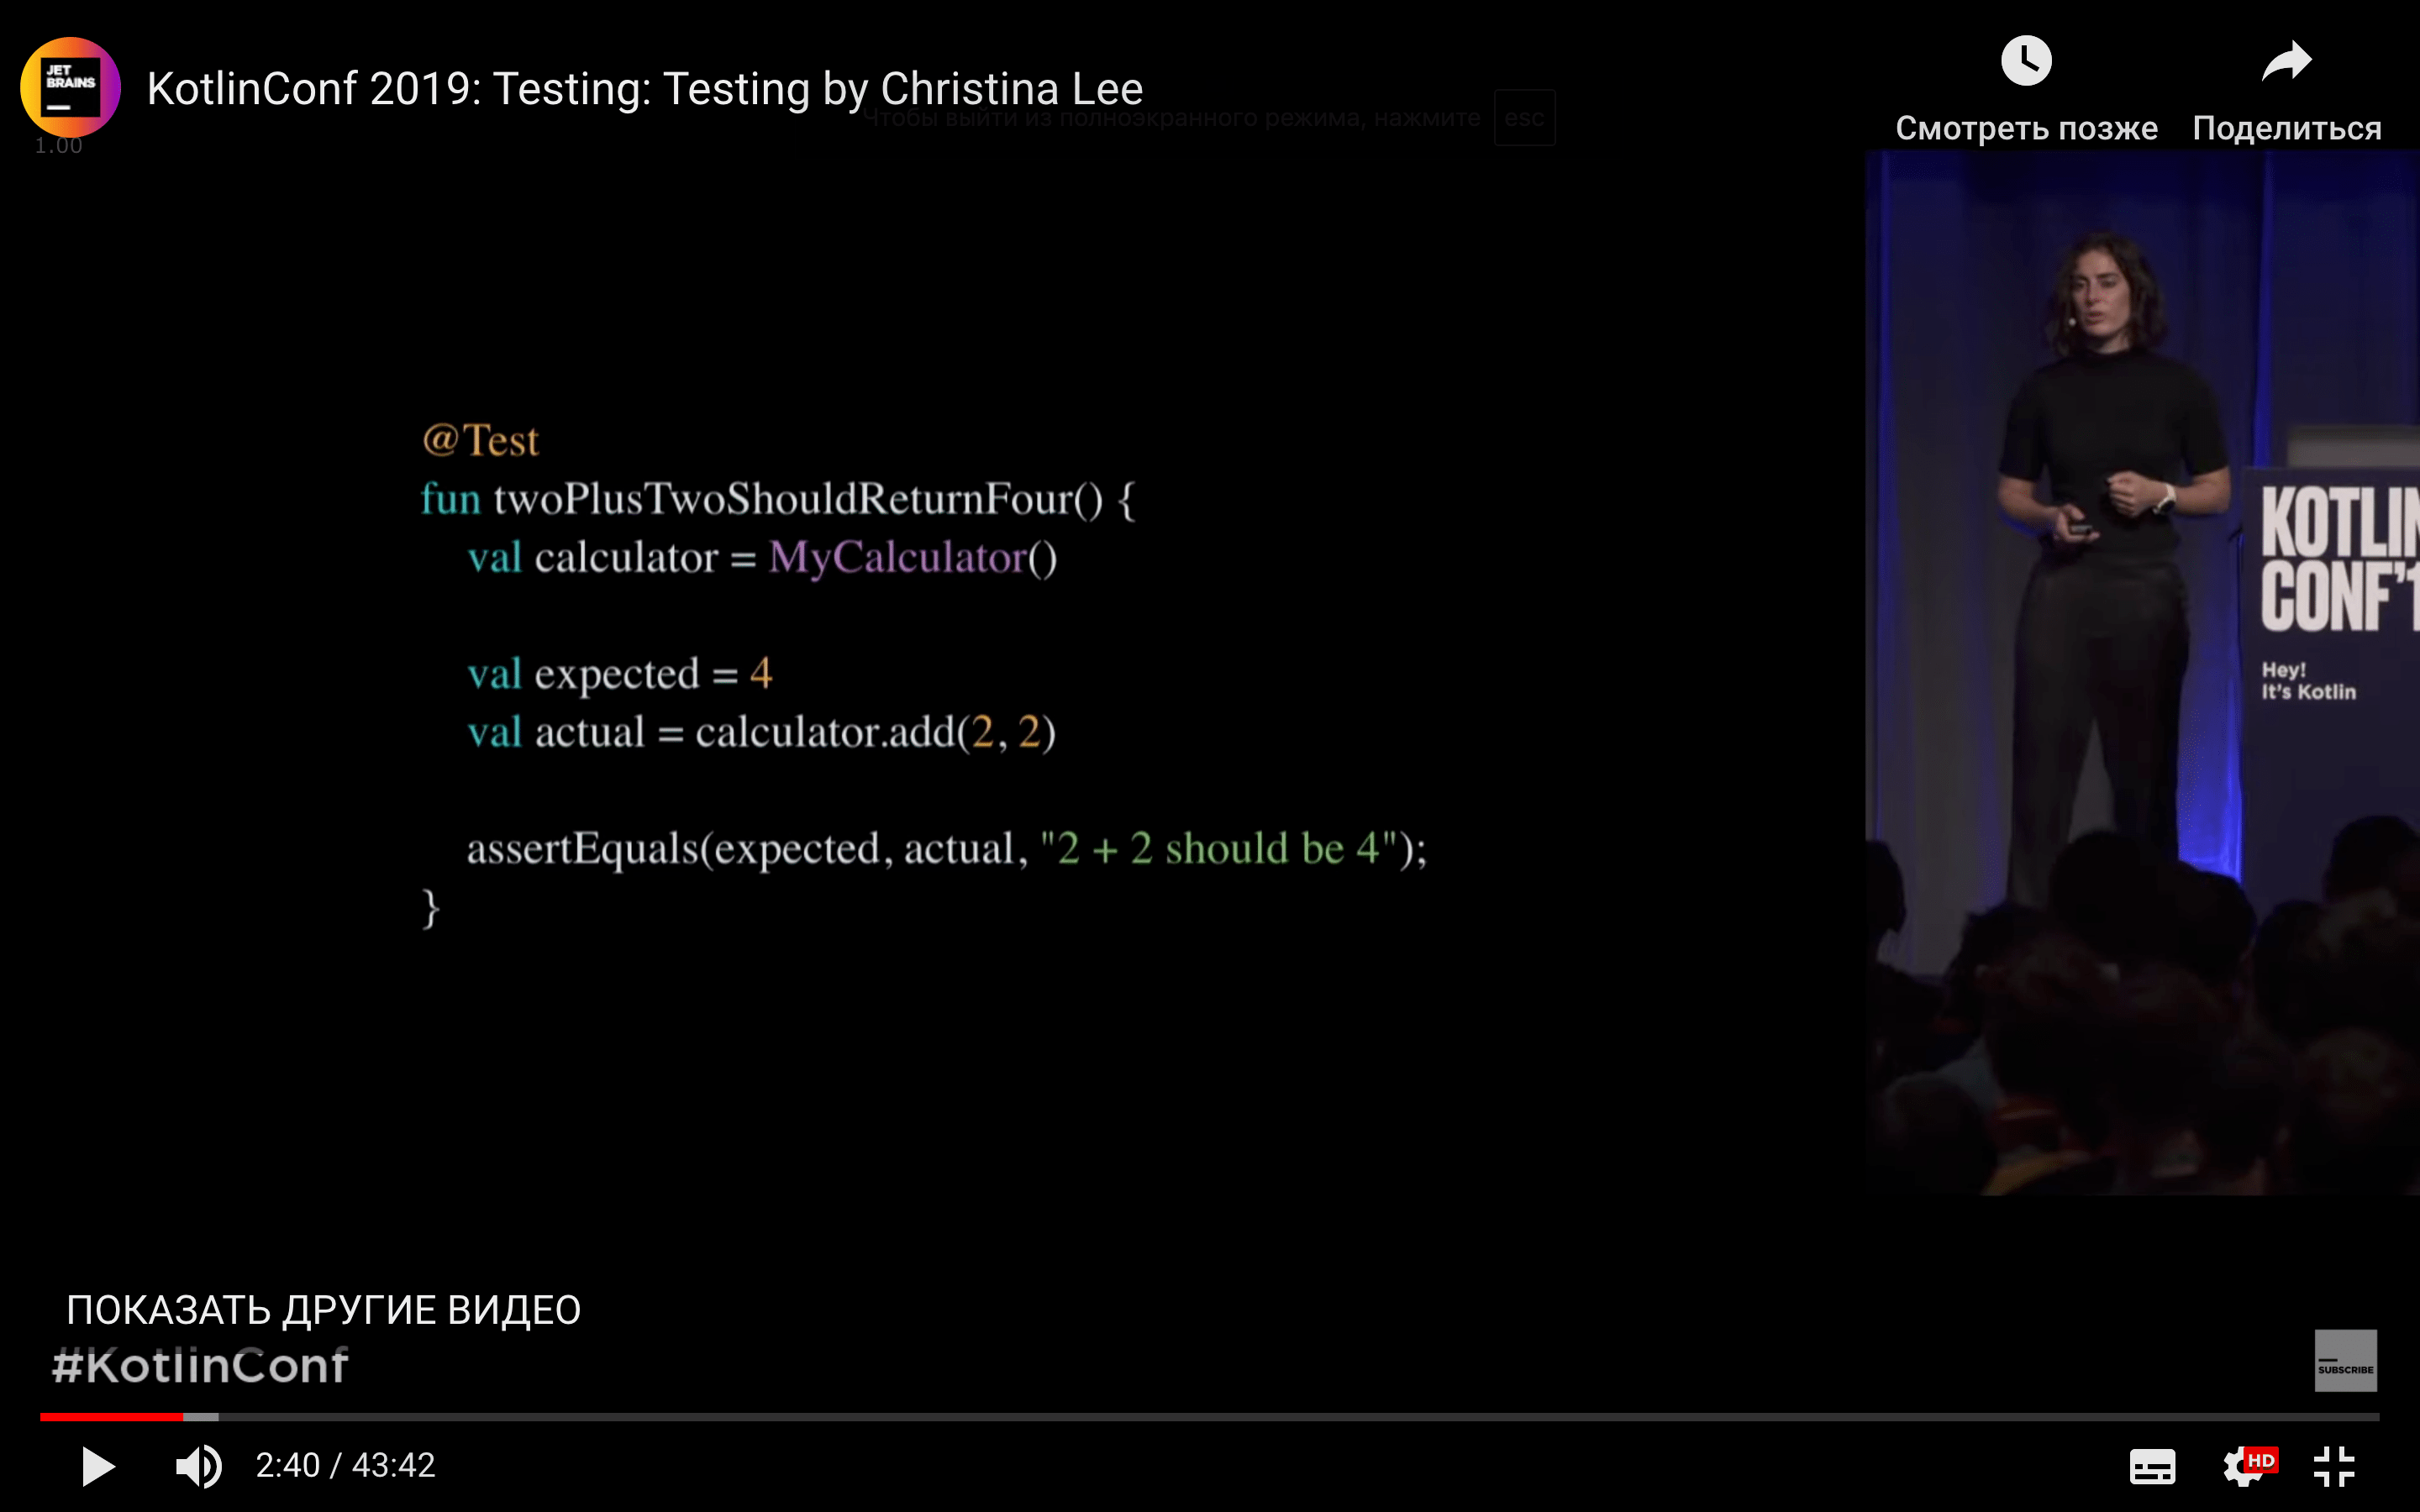 JET
BRAINS
KotlinConf 2019: Testing: Testing by Christina Lee
Чтобы выйти из полноэкранного режима, нажмите esc
1.00
Смотреть позже
Поделиться
@Test
fun twoPlusTwoShouldReturnFour() {
val calculator = MyCalculator()
val expected = 4
val actual = calculator.add(2, 2)
assertEquals(expected, actual, "2 + 2 should be 4");
}
KOTLIN
CONF'1
Hey!
It's Kotlin
ПОКАЗАТЬ ДРУГИЕ ВИДЕО
#KotlinConf
SUBSCRIBE
2:40 / 43:42
HD